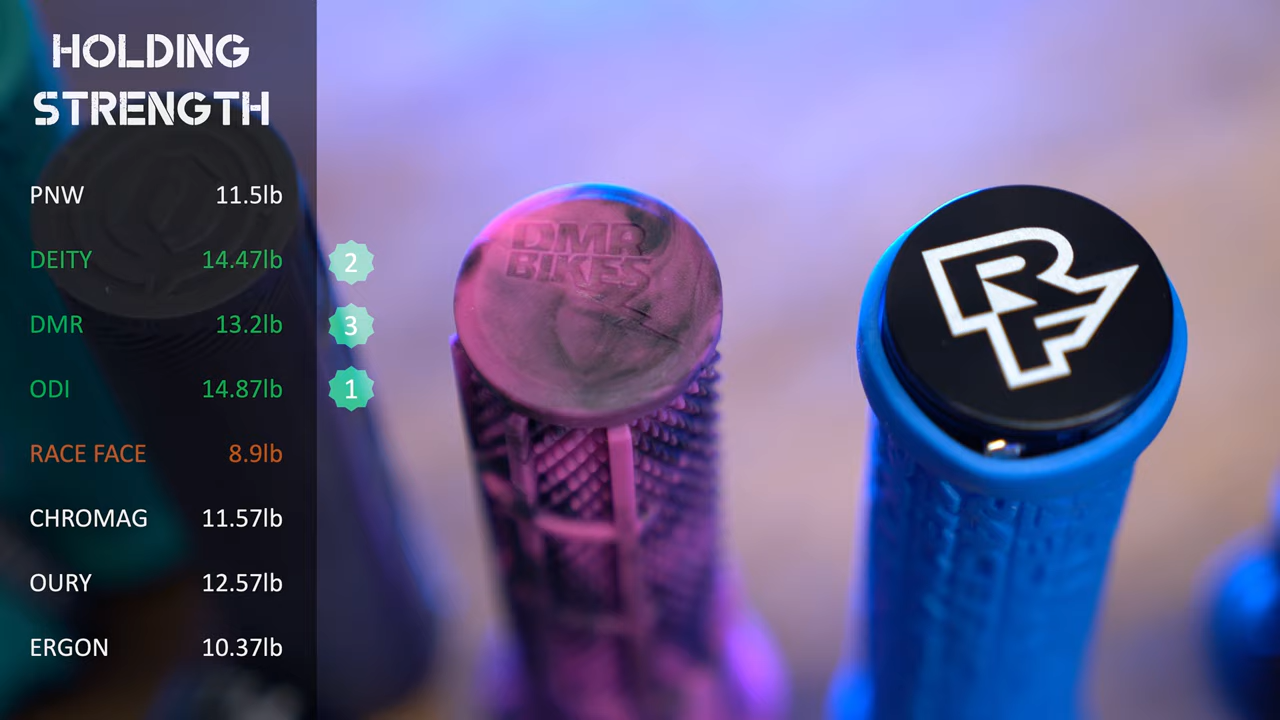 HOLDING
STRENGTH
PNW 11.5lb
DEITY 14.47lb 2
DMR 13.2lb 3
ODI 14.87lb 1
RACE FACE 8.9lb
CHROMAG 11.57lb
OURY 12.57lb
ERGON 10.37lb
DMR
BIKES
RF